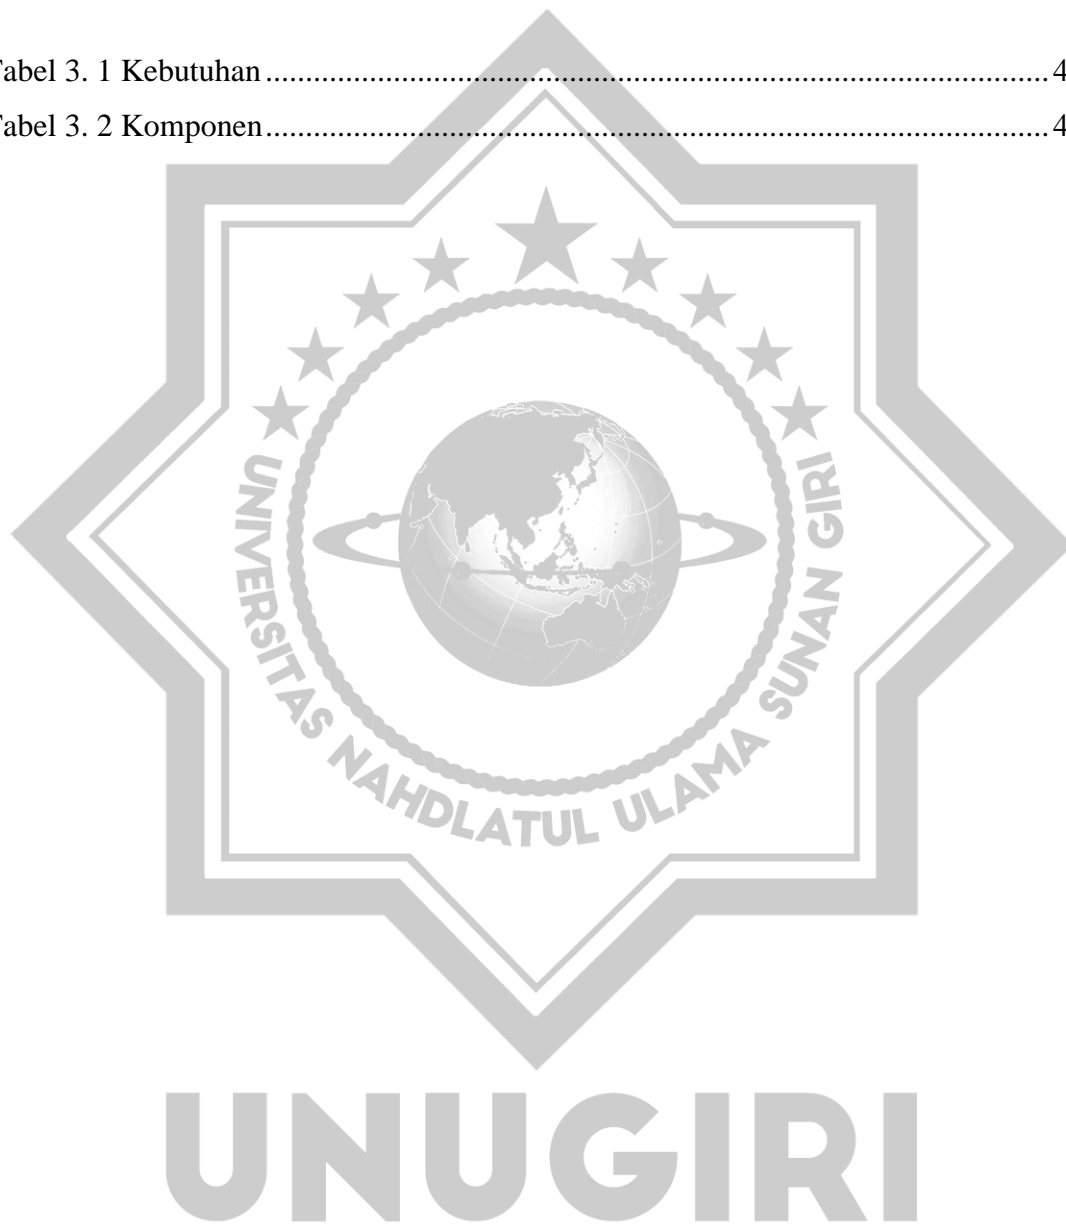 Tabel 3. 1 Kebutuhan ........................................................................................................................ 4
Tabel 3. 2 Komponen ........................................................................................................................ 4
UNIVERSITAS NAHDLATUL ULAMA SUNAN GIRI
UNUGIRI